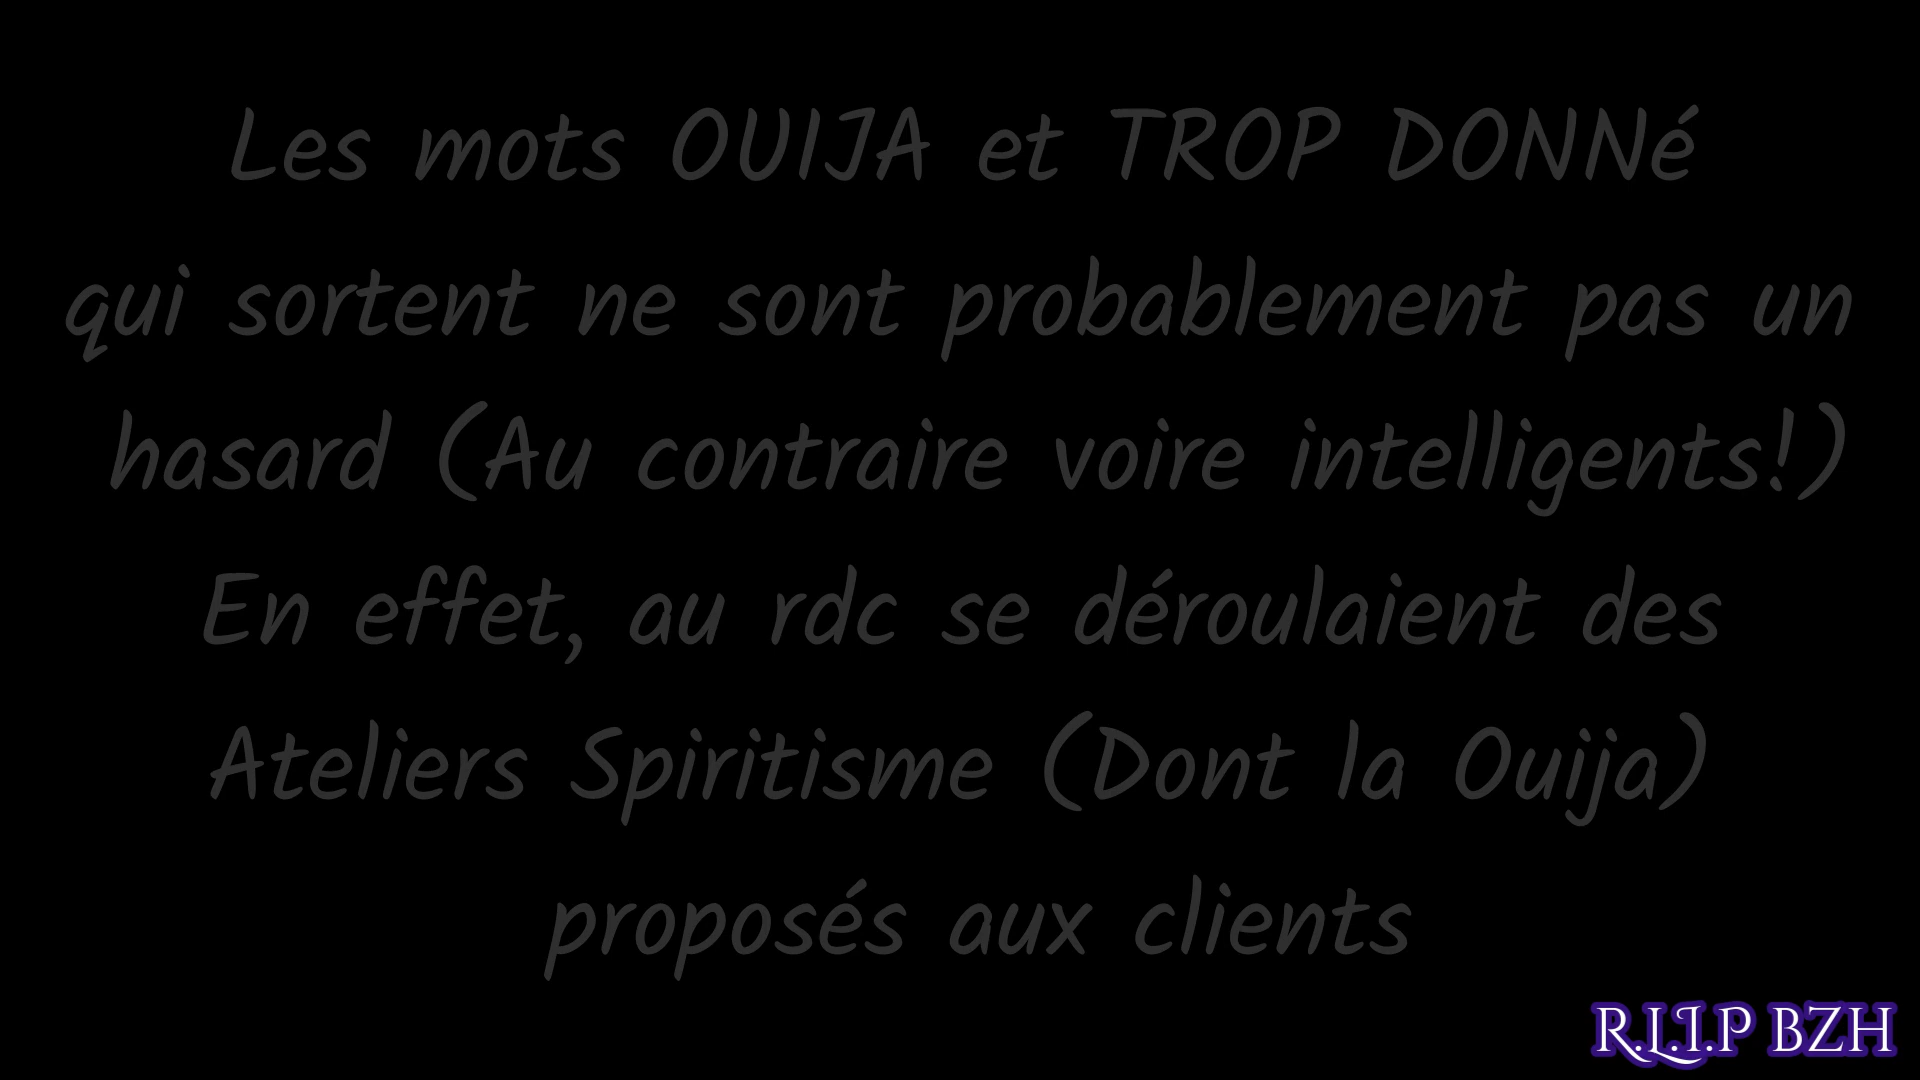 Les mots OUIJA et TROP DONNé
qui sortent ne sont probablement pas un
hasard (Au contraire voire intelligents!)
En effet, au rdc se déroulaient des
Ateliers Spiritisme (Dont la Ouija)
proposés aux clients
R.I.I.P BZH